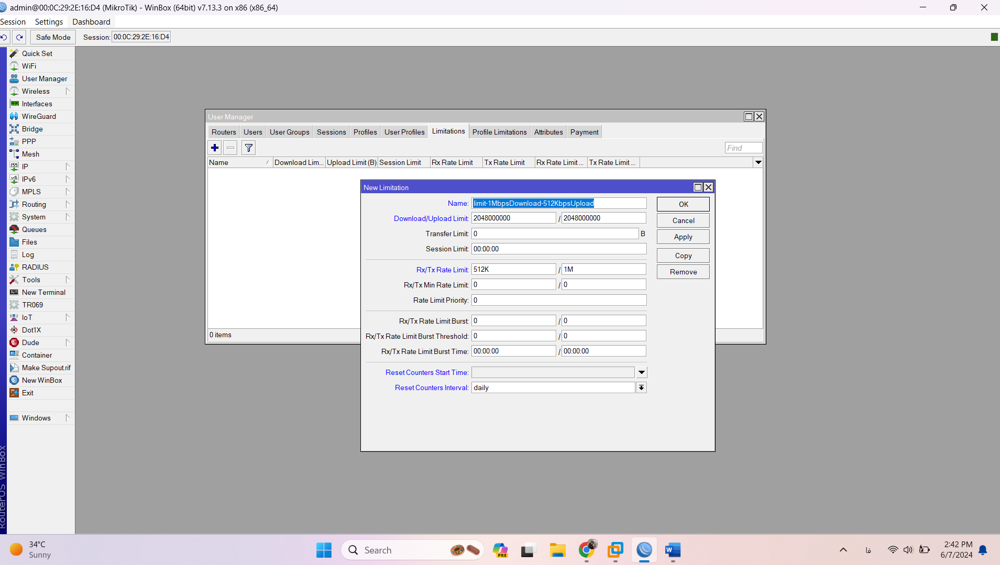 admin@00:0C:29:2E:16:D4 (MikroTik) - WinBox (64bit) v7.13.3 on x86 (x86_64)
Session Settings Dashboard
Safe Mode Session: 00:0C:29:2E:16:D4
Quick Set
WiFi
User Manager
Wireless
Interfaces
WireGuard
Bridge
PPP
Mesh
IP
IPv6
MPLS
Routing
System
Queues
Files
Log
RADIUS
Tools
New Terminal
TR069
IoT
Dot1X
Dude
Container
Make Supout.rif
New WinBox
Exit
Windows
RouterOS WinBox
User Manager
Routers Users User Groups Sessions Profiles User Profiles Limitations Profile Limitations Attributes Payment
Find
Name Download Lim... Upload Limit (B) Session Limit Rx Rate Limit Tx Rate Limit Rx Rate Limit ... Tx Rate Limit ...
0 items
New Limitation
Name: limit-1MbpsDownload-512KbpsUpload
Download/Upload Limit: 2048000000 / 2048000000
Transfer Limit: 0 B
Session Limit: 00:00:00
Rx/Tx Rate Limit: 512K / 1M
Rx/Tx Min Rate Limit: 0 / 0
Rate Limit Priority: 0
Rx/Tx Rate Limit Burst: 0 / 0
Rx/Tx Rate Limit Burst Threshold: 0 / 0
Rx/Tx Rate Limit Burst Time: 00:00:00 / 00:00:00
Reset Counters Start Time:
Reset Counters Interval: daily
OK
Cancel
Apply
Copy
Remove
34°C
Sunny
Search
PRE
فا
2:42 PM
6/7/2024